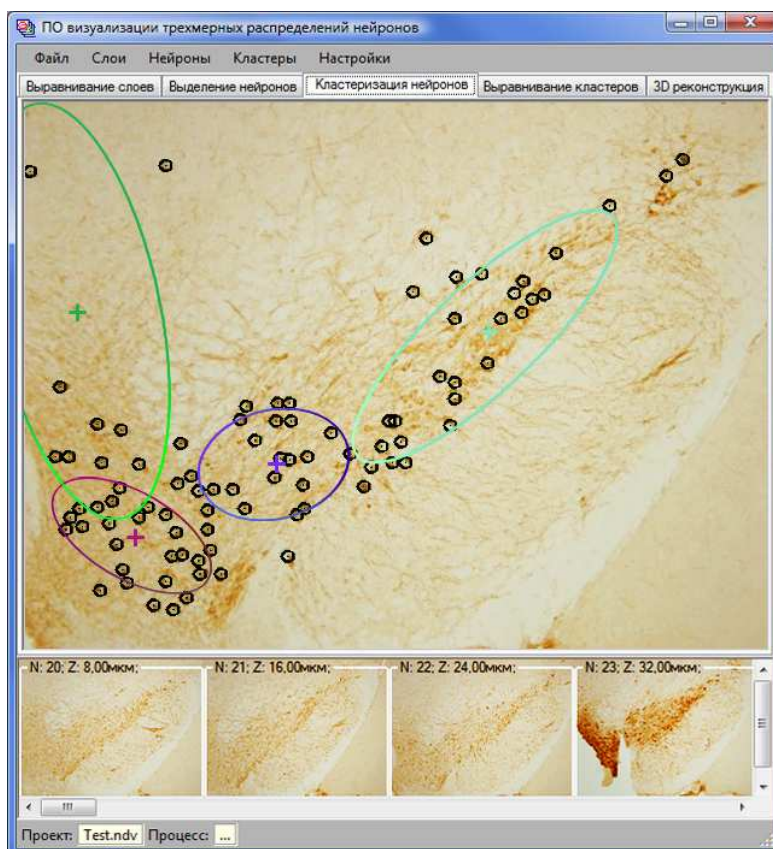 ПО визуализации трехмерных распределений нейронов
Файл Слои Нейроны Кластеры Настройки
Выравнивание слоев Выделение нейронов Кластеризация нейронов Выравнивание кластеров 3D реконструкция
N: 20; Z: 8,00мкм; N: 21; Z: 16,00мкм; N: 22; Z: 24,00мкм; N: 23; Z: 32,00мкм;
Проект: Test.ndv Процесс: ...